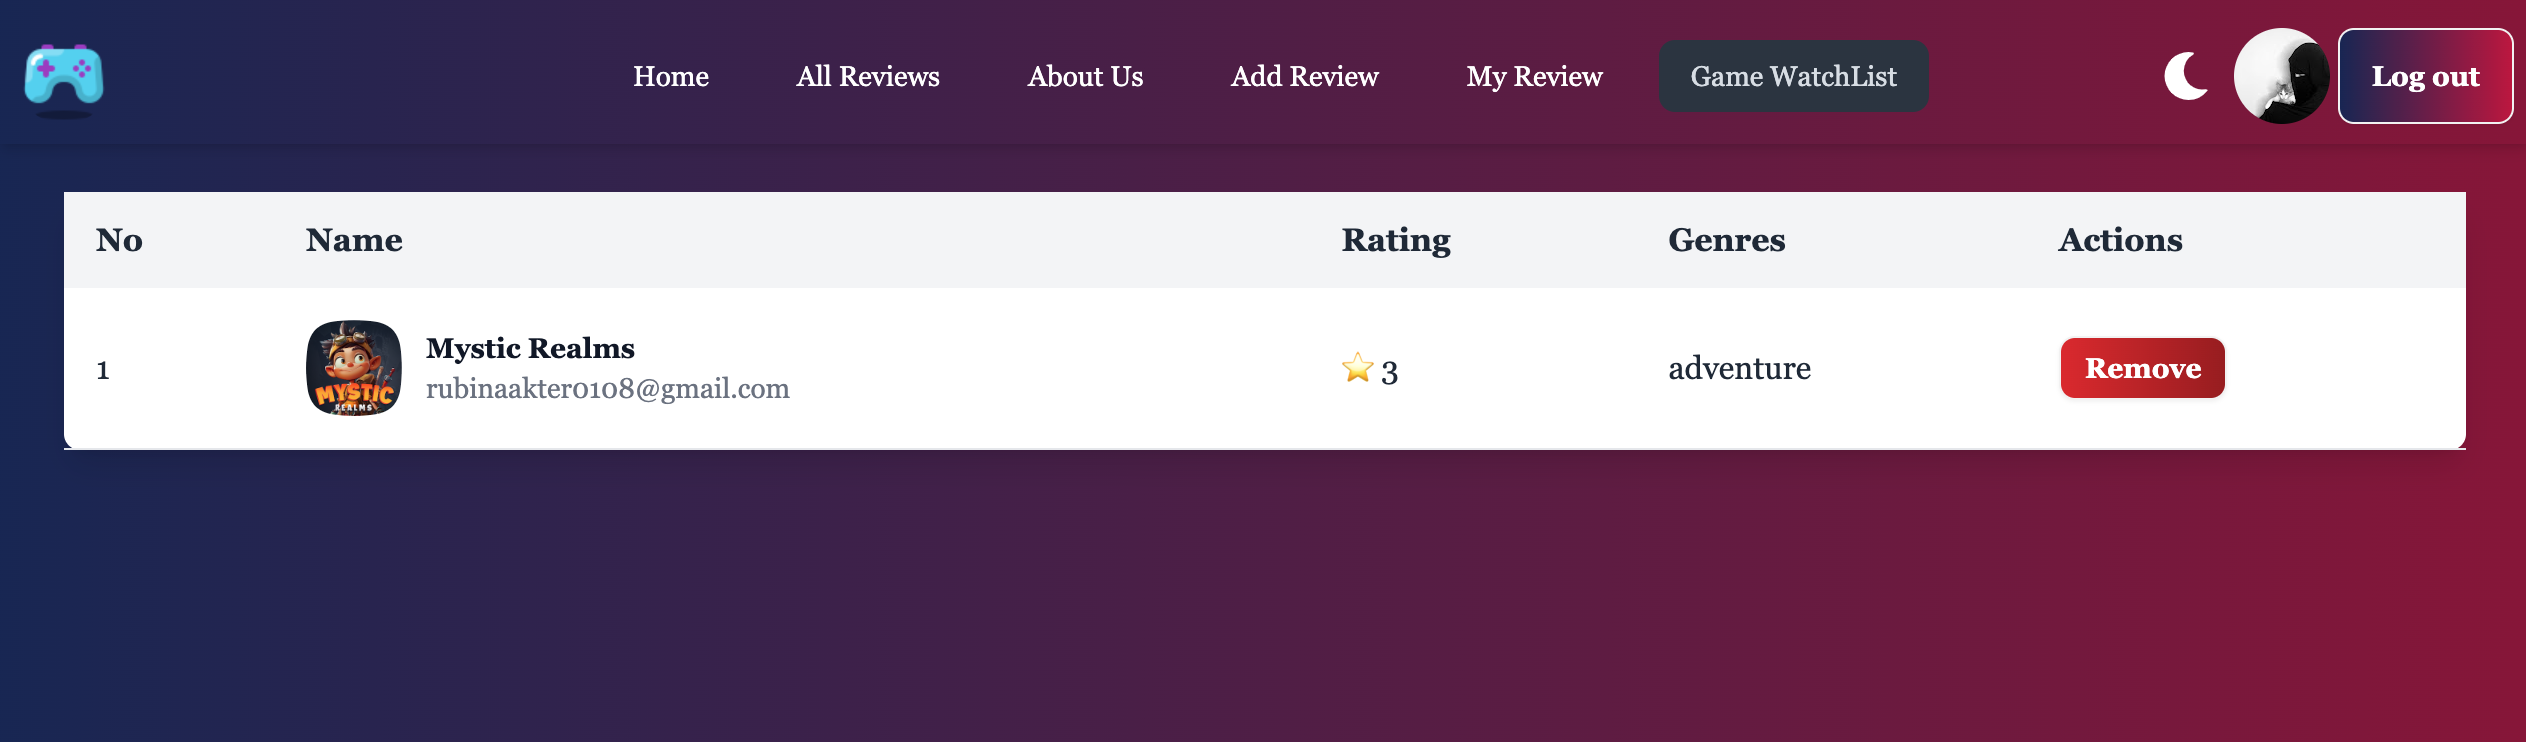 Home All Reviews About Us Add Review My Review Game WatchList Log out
No Name Rating Genres Actions
1 Mystic Realms ⭐ 3 adventure Remove
rubinaakter0108@gmail.com
MYSTIC
REALMS